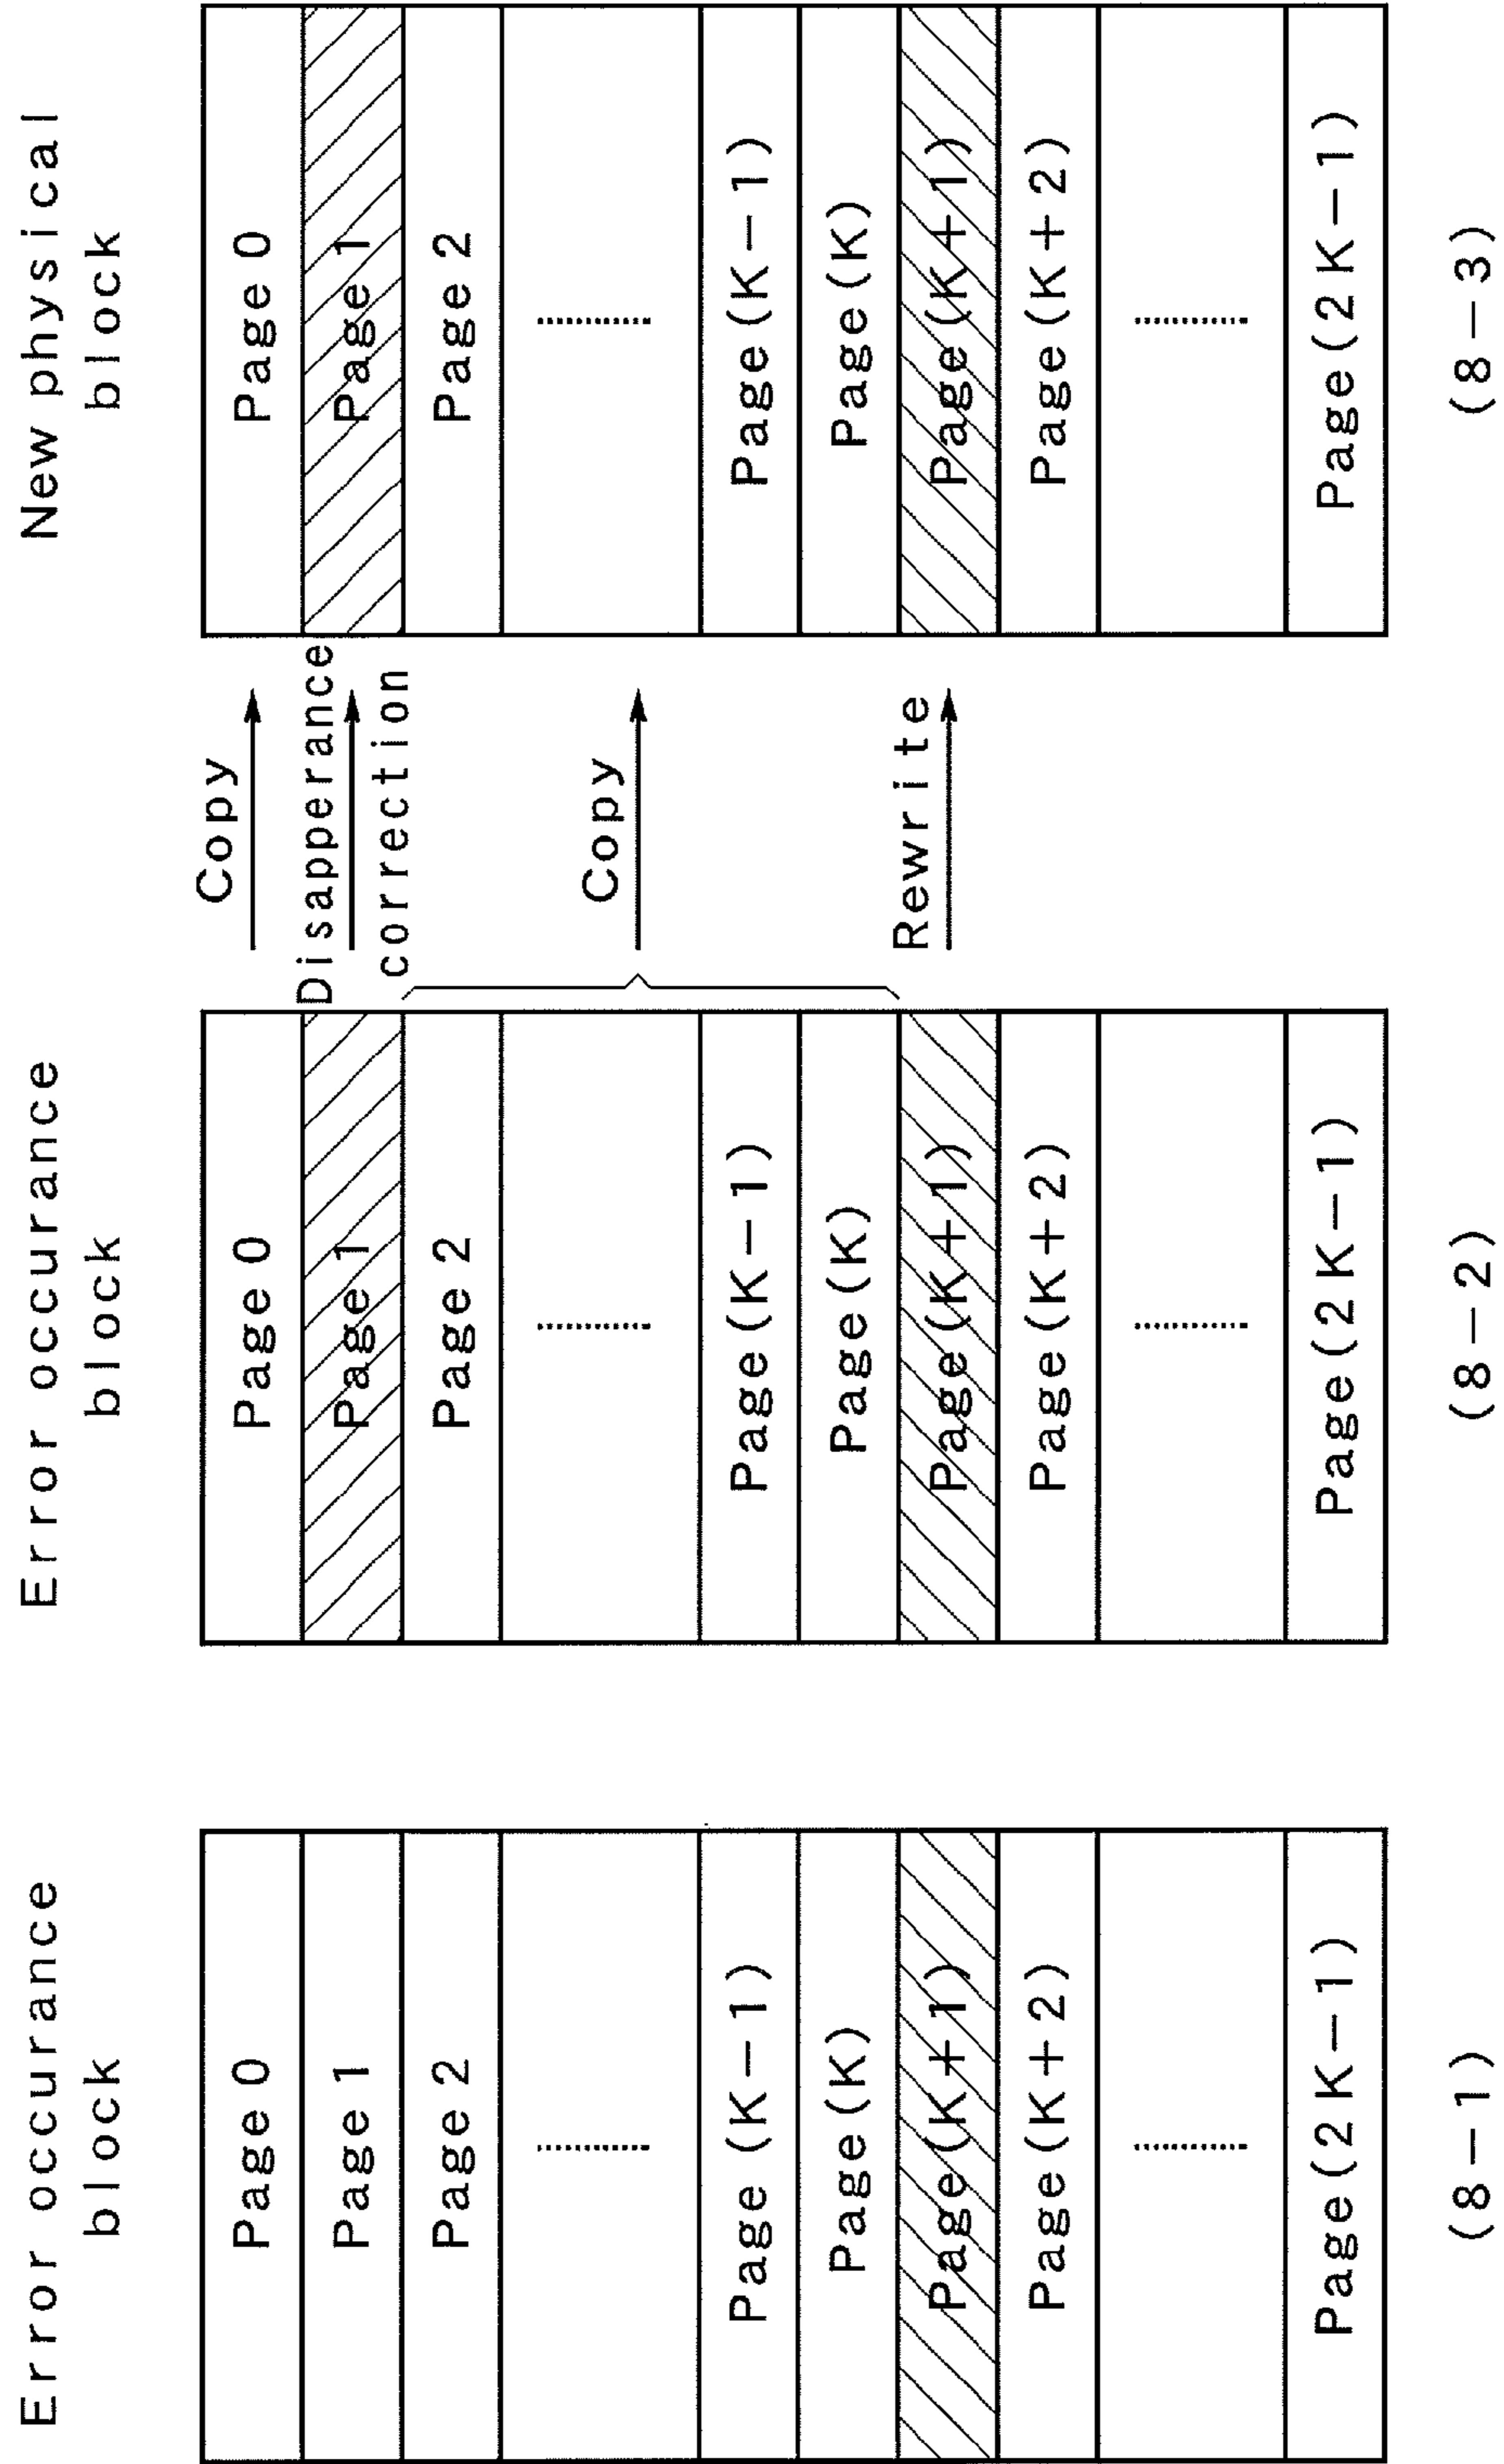 Error occurance
block
Page 0
Page 1
Page 2
Page (K−1)
Page (K)
Page (K+1)
Page (K+2)
Page (2K−1)
(8−1)
Error occurance
block
Page 0
Page 1
Page 2
Page (K−1)
Page (K)
Page (K+1)
Page (K+2)
Page (2K−1)
(8−2)
Copy
Disapperance
correction
Copy
Rewrite
New physical
block
Page 0
Page 1
Page 2
Page (K−1)
Page (K)
Page (K+1)
Page (K+2)
Page (2K−1)
(8−3)